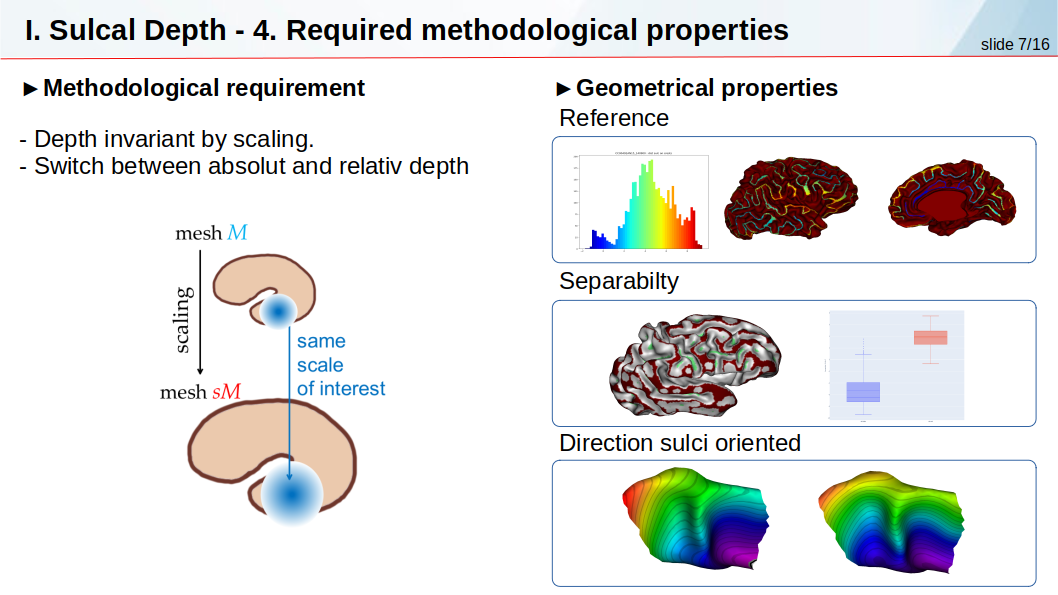 I. Sulcal Depth - 4. Required methodological properties
slide 7/16
►Methodological requirement
- Depth invariant by scaling.
- Switch between absolut and relativ depth
mesh M
scaling
same
scale
of interest
mesh sM
►Geometrical properties
Reference
Separabilty
Direction sulci oriented